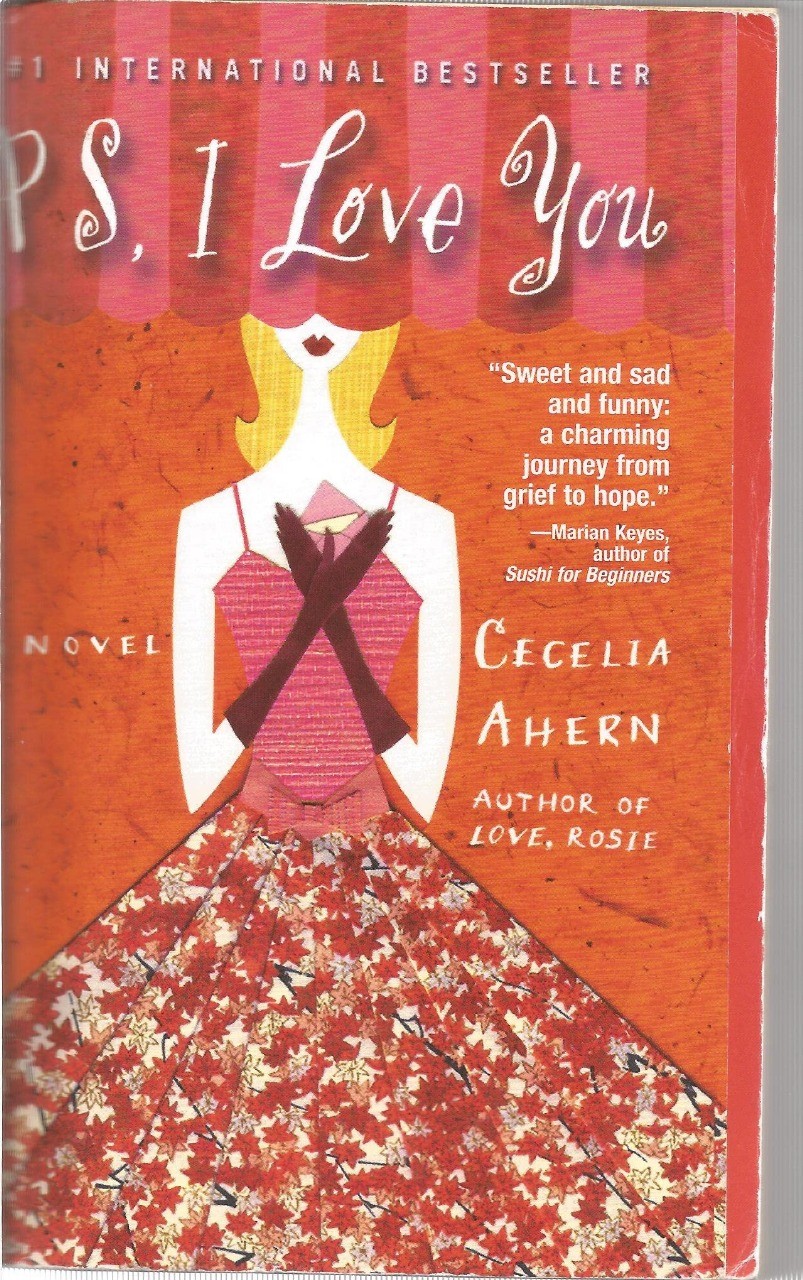 #1 INTERNATIONAL BESTSELLER
PS, I Love You
“Sweet and sad
and funny:
a charming
journey from
grief to hope.”
—Marian Keyes,
author of
Sushi for Beginners
NOVEL
CECELIA
AHERN
AUTHOR OF
LOVE, ROSIE